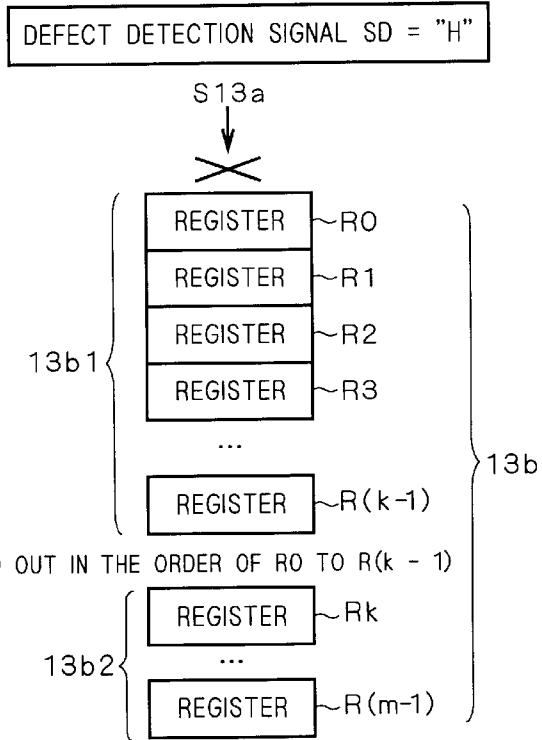 DEFECT DETECTION SIGNAL SD = "H"
S13a
REGISTER ~R0
REGISTER ~R1
REGISTER ~R2
13b1
REGISTER ~R3
...
13b
REGISTER ~R(k-1)
OUT IN THE ORDER OF R0 TO R(k - 1)
REGISTER ~Rk
13b2
...
REGISTER ~R(m-1)